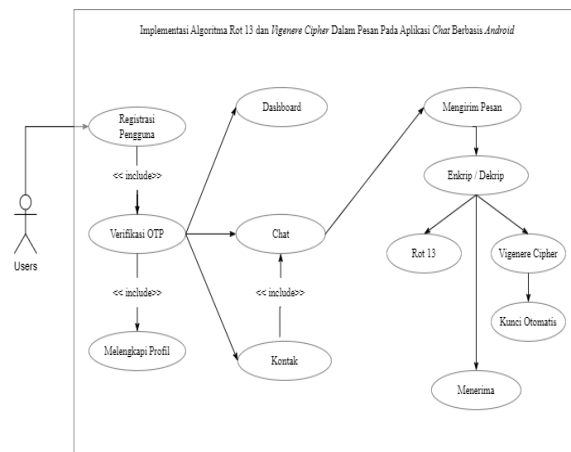 Implementasi Algoritma Rot 13 dan Vigenere Cipher Dalam Pesan Pada Aplikasi Chat Berbasis Android
Registrasi
Pengguna
Dashboard
Mengirim Pesan
<< include>>
Enkrip / Dekrip
Users
Verifikasi OTP
Chat
Rot 13
Vigenere Cipher
<< include>>
<< include>>
Kunci Otomatis
Melengkapi Profil
Kontak
Menerima